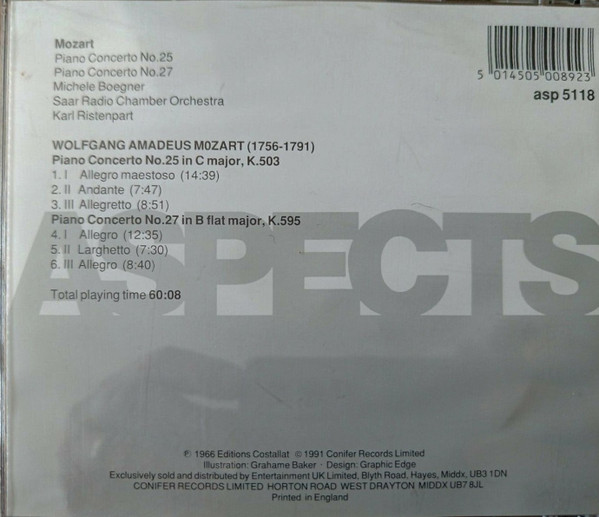 Mozart
Piano Concerto No.25
Piano Concerto No.27
Michele Boegner
Saar Radio Chamber Orchestra
Karl Ristenpart
5 014505 008923
asp 5118
WOLFGANG AMADEUS MOZART (1756-1791)
Piano Concerto No.25 in C major, K.503
1. I Allegro maestoso (14:39)
2. II Andante (7:47)
3. III Allegretto (8:51)
Piano Concerto No.27 in B flat major, K.595
4. I Allegro (12:35)
5. II Larghetto (7:30)
6. III Allegro (8:40)
ASPECTS
Total playing time 60:08
℗ 1966 Editions Costallat © 1991 Conifer Records Limited
Illustration: Grahame Baker · Design: Graphic Edge
Exclusively sold and distributed by Entertainment UK Limited, Blyth Road, Hayes, Middx, UB3 1DN
CONIFER RECORDS LIMITED HORTON ROAD WEST DRAYTON MIDDX UB7 8JL
Printed in England